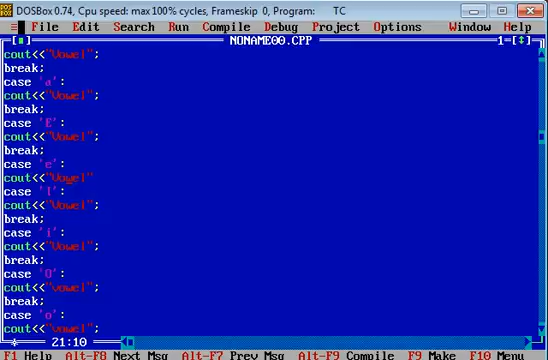 DOSBox 0.74, Cpu speed: max 100% cycles, Frameskip 0, Program: TC
≡ File Edit Search Run Compile Debug Project Options Window Help
[■] NONAME00.CPP 1=[↕]
cout<<"Vowel";
break;
case 'a':
cout<<"Vowel";
break;
case 'E':
cout<<"Vowel";
break;
case 'e':
cout<<"Vowel"
case 'I':
cout<<"Vowel";
break;
case 'i':
cout<<"Vowel";
break;
case 'O':
cout<<"vowel";
break;
case 'o':
cout<<"vowel";
* 21:10
F1 Help Alt-F8 Next Msg Alt-F7 Prev Msg Alt-F9 Compile F9 Make F10 Menu